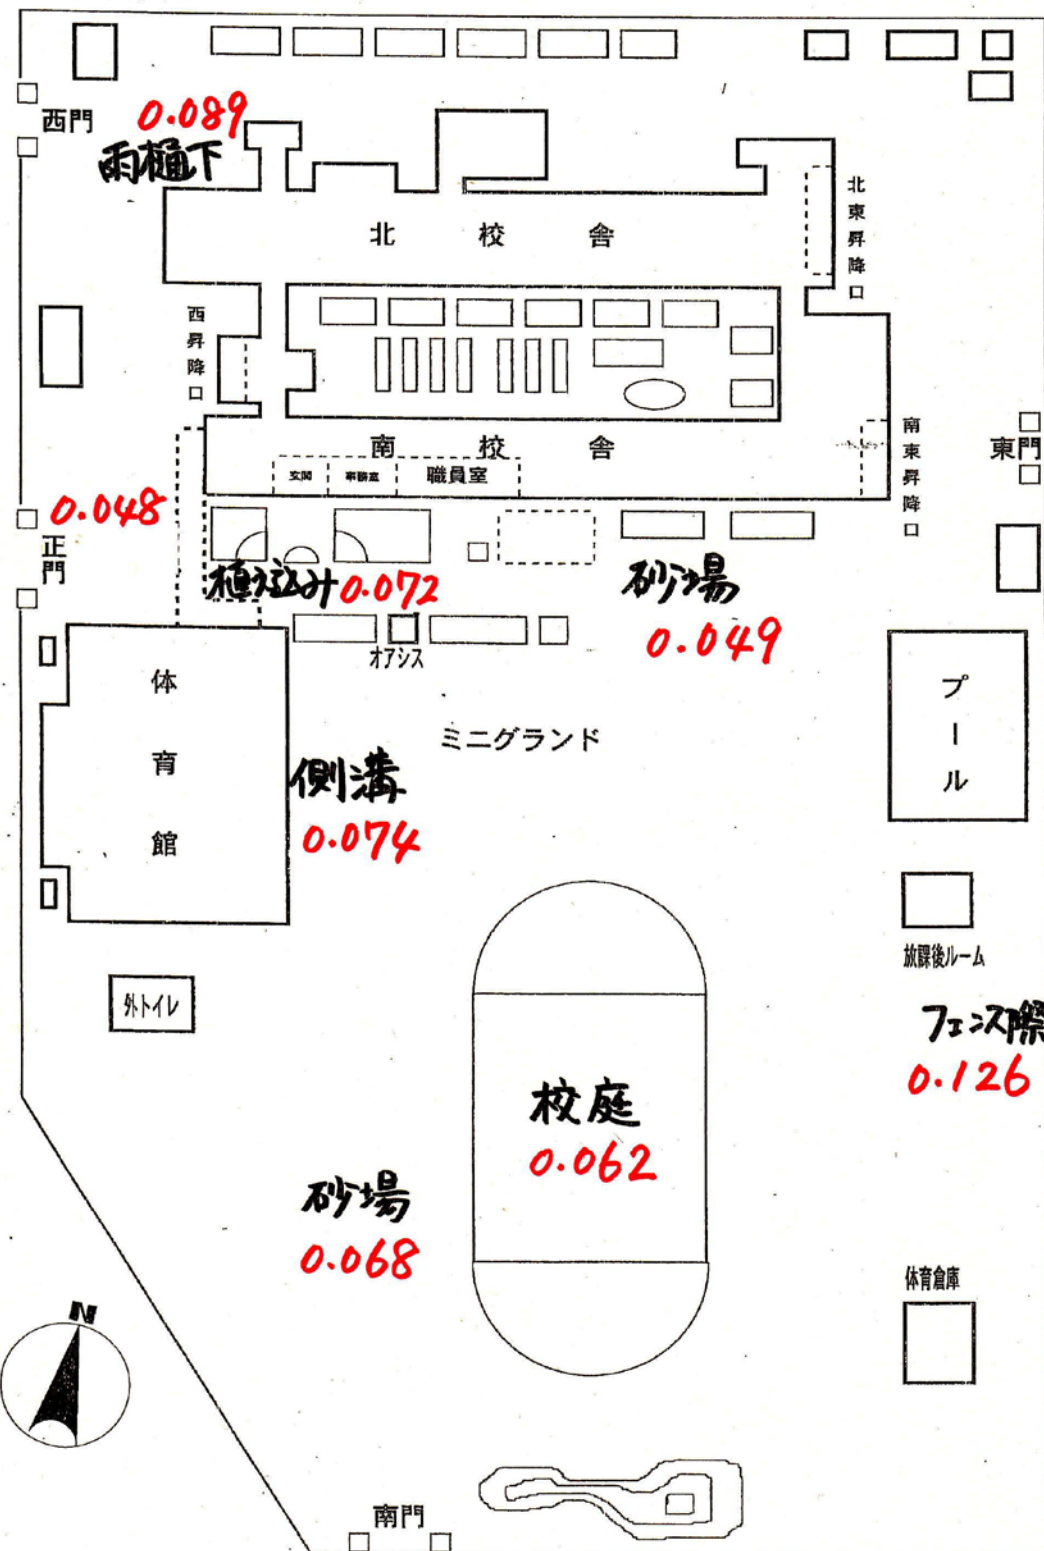 西門
0.089
雨樋下
北校舎
北東昇降口
西昇降口
南校舎
玄関
事務室
職員室
南東昇降口
東門
0.048
正門
植え込み 0.072
砂場
0.049
オアシス
体育館
ミニグランド
プール
側溝
0.074
放課後ルーム
外トイレ
フェンス際
0.126
校庭
0.062
砂場
0.068
体育倉庫
N
南門